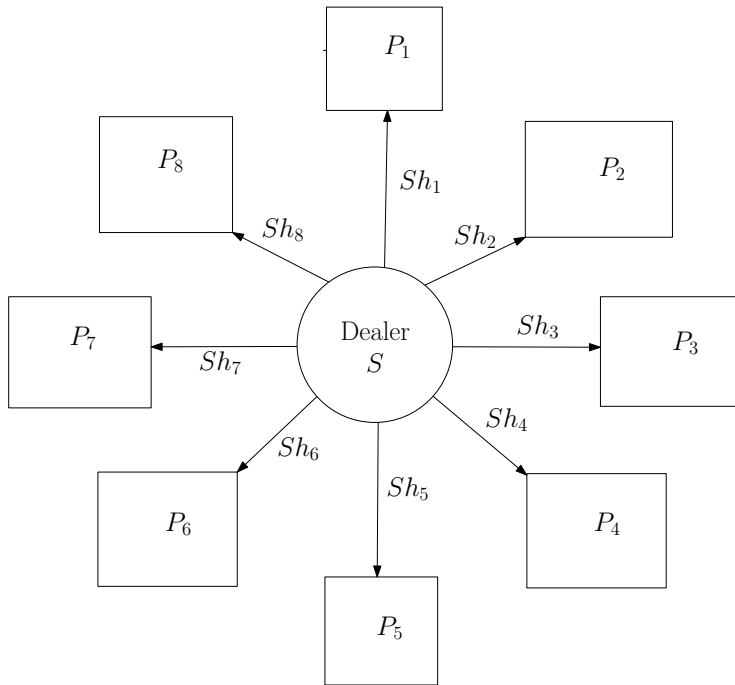 P₁
P₈
P₂
Sh₁
Sh₈
Sh₂
Dealer
S
Sh₃
P₇
P₃
Sh₇
Sh₄
Sh₆
Sh₅
P₆
P₄
P₅